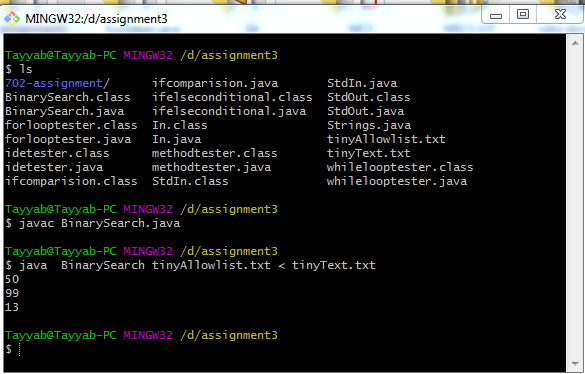 MINGW32:/d/assignment3
Tayyab@Tayyab-PC MINGW32 /d/assignment3
$ ls
702-assignment/ ifcomparision.java StdIn.java
BinarySearch.class ifelseconditional.class StdOut.class
BinarySearch.java ifelseconditional.java StdOut.java
forlooptester.class In.class Strings.java
forlooptester.java In.java tinyAllowlist.txt
idetester.class methodtester.class tinyText.txt
idetester.java methodtester.java whilelooptester.class
ifcomparision.class StdIn.class whilelooptester.java
Tayyab@Tayyab-PC MINGW32 /d/assignment3
$ javac BinarySearch.java
Tayyab@Tayyab-PC MINGW32 /d/assignment3
$ java  BinarySearch tinyAllowlist.txt < tinyText.txt
50
99
13
Tayyab@Tayyab-PC MINGW32 /d/assignment3
$